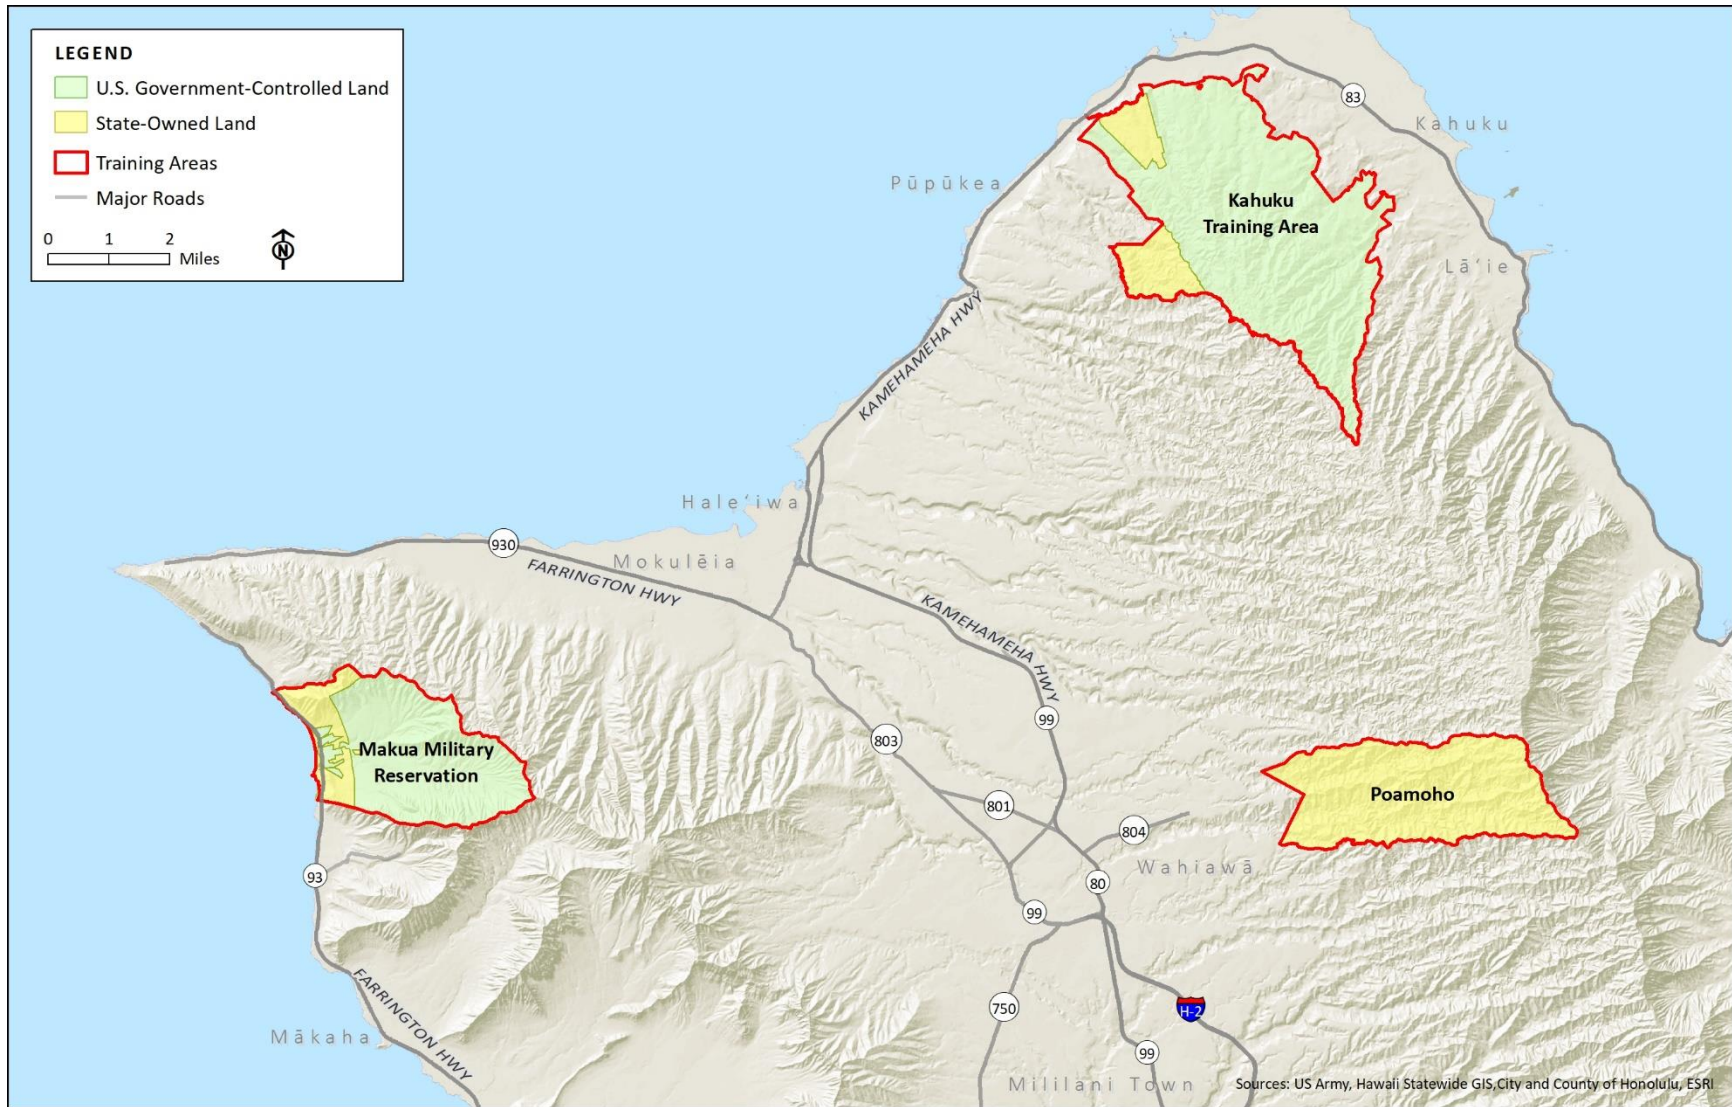 LEGEND
U.S. Government-Controlled Land
State-Owned Land
Training Areas
Major Roads
0 1 2
Miles
N
83
Kahuku
Pūpūkea
Kahuku
Training Area
Lāʻie
KAMEHAMEHA HWY
Haleʻiwa
930
Mokulēia
FARRINGTON HWY
KAMEHAMEHA HWY
99
803
Makua Military
Reservation
Poamoho
801
804
Wahiawā
93
80
99
FARRINGTON HWY
750
H-2
Mākaha
99
Mililani Town
Sources: US Army, Hawaii Statewide GIS,City and County of Honolulu, ESRI